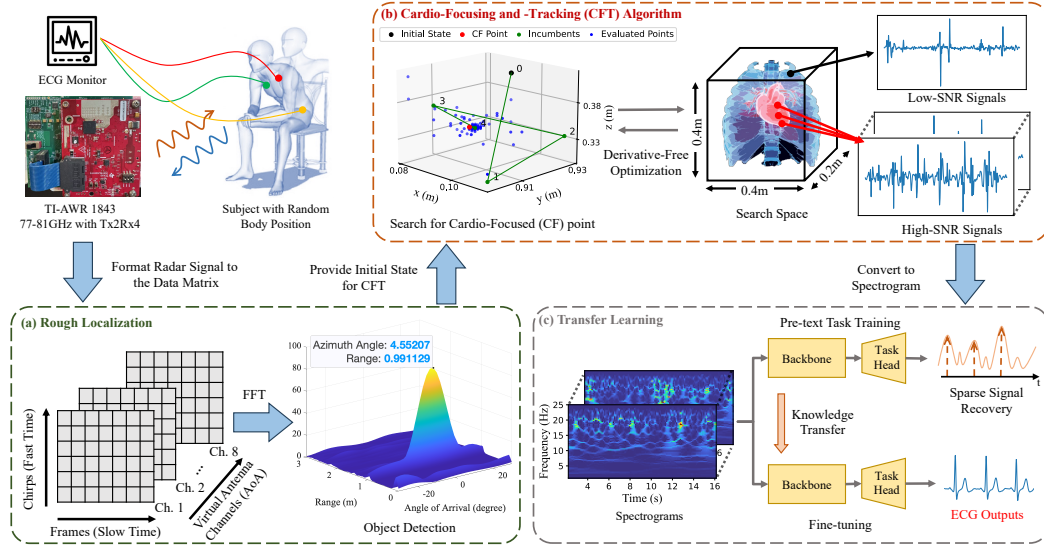 ECG Monitor
TI-AWR 1843
77-81GHz with Tx2Rx4
Subject with Random
Body Position
(b) Cardio-Focusing and -Tracking (CFT) Algorithm
Initial State
CF Point
Incumbents
Evaluated Points
0
3
4
2
1
0.38
0.33
z (m)
0.08
0.10
0.91
0.93
x (m)
y (m)
Search for Cardio-Focused (CF) point
Derivative-Free
Optimization
0.4m
0.4m
0.2m
Search Space
Low-SNR Signals
High-SNR Signals
Format Radar Signal to
the Data Matrix
Provide Initial State
for CFT
Convert to
Spectrogram
(a) Rough Localization
Chirps (Fast Time)
Frames (Slow Time)
Ch. 1
Ch. 2
...
Ch. 8
Virtual Antenna
Channels (AoA)
FFT
Azimuth Angle: 4.55207
Range: 0.991129
100
80
60
40
20
0
3
2
1
0
-20
0
20
Range (m)
Angle of Arrival (degree)
Object Detection
(c) Transfer Learning
25
20
15
10
5
Frequency (Hz)
4
6
8
10
12
14
16
6
Time (s)
Spectrograms
Pre-text Task Training
Backbone
Task
Head
t
Sparse Signal
Recovery
Knowledge
Transfer
Backbone
Task
Head
Fine-tuning
ECG Outputs